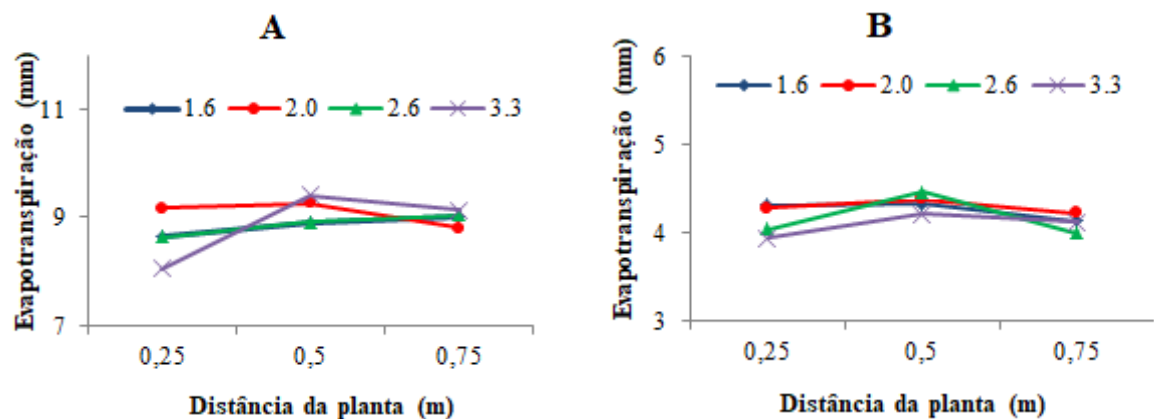 A
Evapotranspiração (mm)
11
9
7
1.6 2.0 2.6 3.3
0,25 0,5 0,75
Distância da planta (m)
B
Evapotranspiração (mm)
6
5
4
3
1.6 2.0 2.6 3.3
0,25 0,5 0,75
Distância da planta (m)